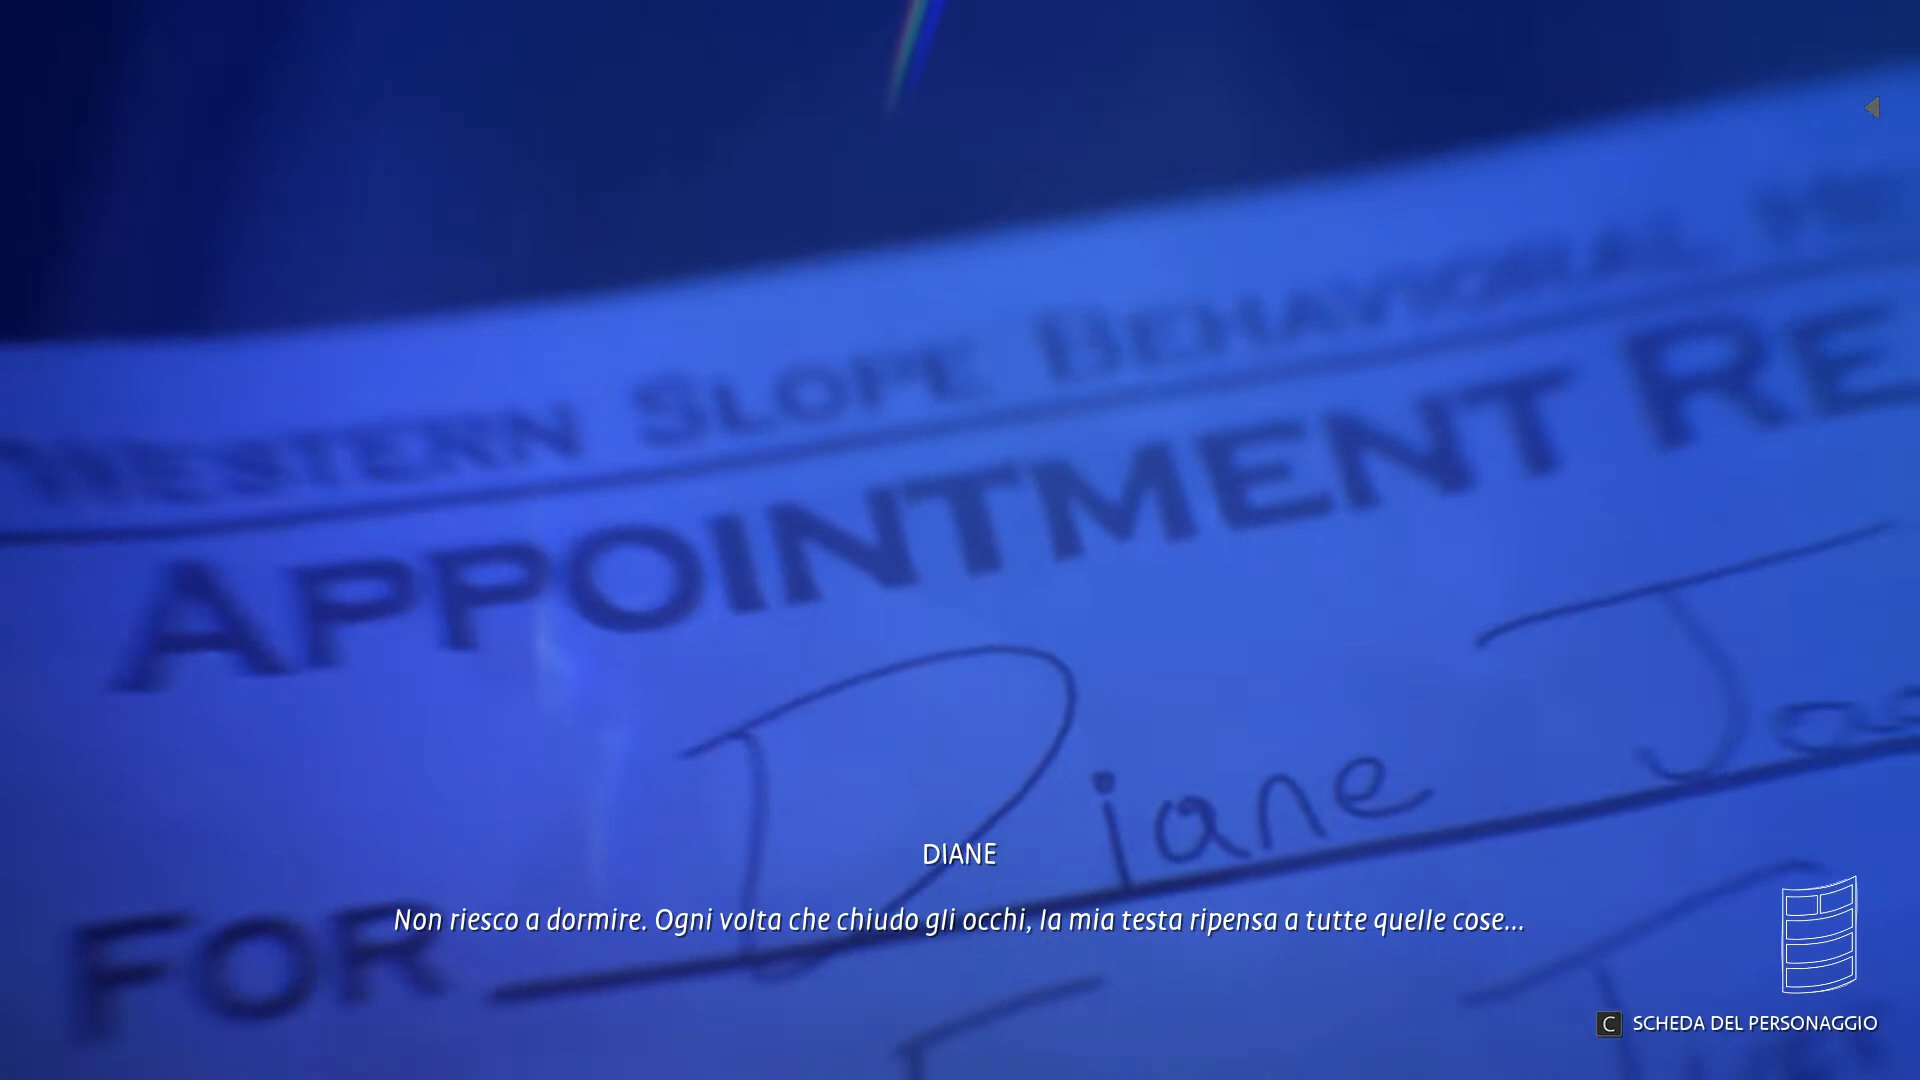 WESTERN SLOPE BEHAVIORAL
APPOINTMENT RE
FOR Diane
DIANE
Non riesco a dormire. Ogni volta che chiudo gli occhi, la mia testa ripensa a tutte quelle cose...
C SCHEDA DEL PERSONAGGIO